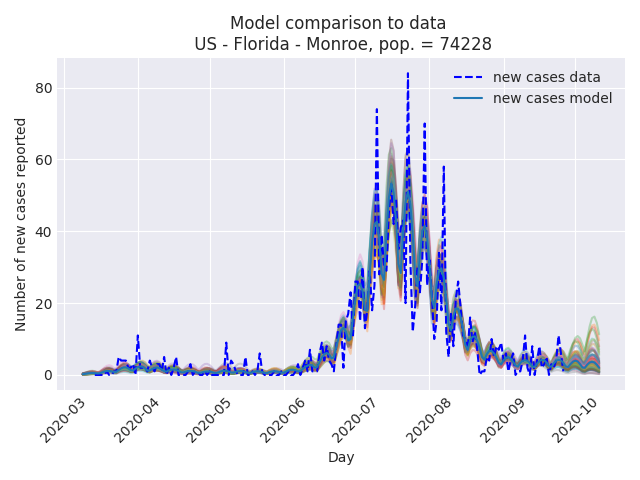 Model comparison to data
US - Florida - Monroe, pop. = 74228
new cases data
new cases model
Number of new cases reported
80
60
40
20
0
2020-03
2020-04
2020-05
2020-06
2020-07
2020-08
2020-09
2020-10
Day